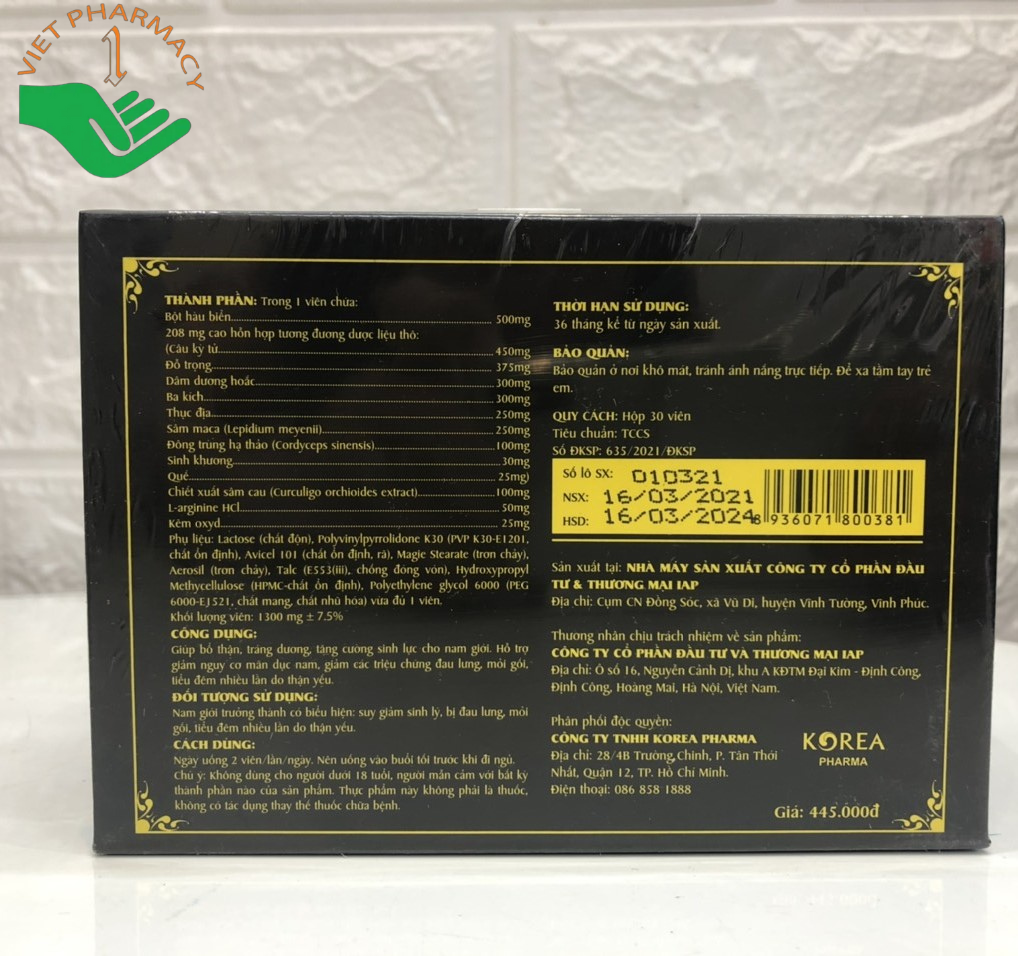 VIET PHARMACY
1
THÀNH PHẦN: Trong 1 viên chứa:
Bột hàu biển 500mg
208 mg cao hỗn hợp tương đương dược liệu thô:
(Câu kỷ tử 450mg
Đỗ trọng 375mg
Dâm dương hoắc 300mg
Ba kích 300mg
Thục địa 250mg
Sâm maca (Lepidium meyenii) 250mg
Đông trùng hạ thảo (Cordyceps sinensis) 100mg
Sinh khương 30mg
Quế 25mg)
Chiết xuất sâm cau (Curculigo orchioides extract) 100mg
L-arginine HCl 50mg
Kẽm oxyd 25mg
Phụ liệu: Lactose (chất độn), Polyvinylpyrrolidone K30 (PVP K30-E1201,
chất ổn định), Avicel 101 (chất ổn định, rã), Magie Stearate (trơn chảy),
Aerosil (trơn chảy), Talc (E553(iii), chống đông vón), Hydroxypropyl
Methycellulose (HPMC-chất ổn định), Polyethylene glycol 6000 (PEG
6000-EJ521, chất mang, chất nhũ hóa) vừa đủ 1 viên.
Khối lượng viên: 1300 mg ± 7.5%
CÔNG DỤNG:
Giúp bổ thận, tráng dương, tăng cường sinh lực cho nam giới. Hỗ trợ
giảm nguy cơ mãn dục nam, giảm các triệu chứng đau lưng, mỏi gối,
tiểu đêm nhiều lần do thận yếu.
ĐỐI TƯỢNG SỬ DỤNG:
Nam giới trưởng thành có biểu hiện: suy giảm sinh lý, bị đau lưng, mỏi
gối, tiểu đêm nhiều lần do thận yếu.
CÁCH DÙNG:
Ngày uống 2 viên/lần/ngày. Nên uống vào buổi tối trước khi đi ngủ.
Chú ý: Không dùng cho người dưới 18 tuổi, người mẫn cảm với bất kỳ
thành phần nào của sản phẩm. Thực phẩm này không phải là thuốc,
không có tác dụng thay thế thuốc chữa bệnh.
THỜI HẠN SỬ DỤNG:
36 tháng kể từ ngày sản xuất.
BẢO QUẢN:
Bảo quản ở nơi khô mát, tránh ánh nắng trực tiếp. Để xa tầm tay trẻ
em.
QUY CÁCH: Hộp 30 viên
Tiêu chuẩn: TCCS
Số ĐKSP: 635/2021/ĐKSP
Số lô SX: 010321
NSX: 16/03/2021
HSD: 16/03/2024
8 936071 800381
Sản xuất tại: NHÀ MÁY SẢN XUẤT CÔNG TY CỔ PHẦN ĐẦU
TƯ & THƯƠNG MẠI IAP
Địa chỉ: Cụm CN Đồng Sóc, xã Vũ Di, huyện Vĩnh Tường, Vĩnh Phúc.
Thương nhân chịu trách nhiệm về sản phẩm:
CÔNG TY CỔ PHẦN ĐẦU TƯ VÀ THƯƠNG MẠI IAP
Địa chỉ: Ô số 16, Nguyễn Cảnh Dị, khu A KĐTM Đại Kim - Định Công,
Định Công, Hoàng Mai, Hà Nội, Việt Nam.
Phân phối độc quyền:
CÔNG TY TNHH KOREA PHARMA
Địa chỉ: 28/4B Trường Chinh, P. Tân Thới
Nhất, Quận 12, TP. Hồ Chí Minh.
Điện thoại: 086 858 1888
KOREA
PHARMA
Giá: 445.000đ